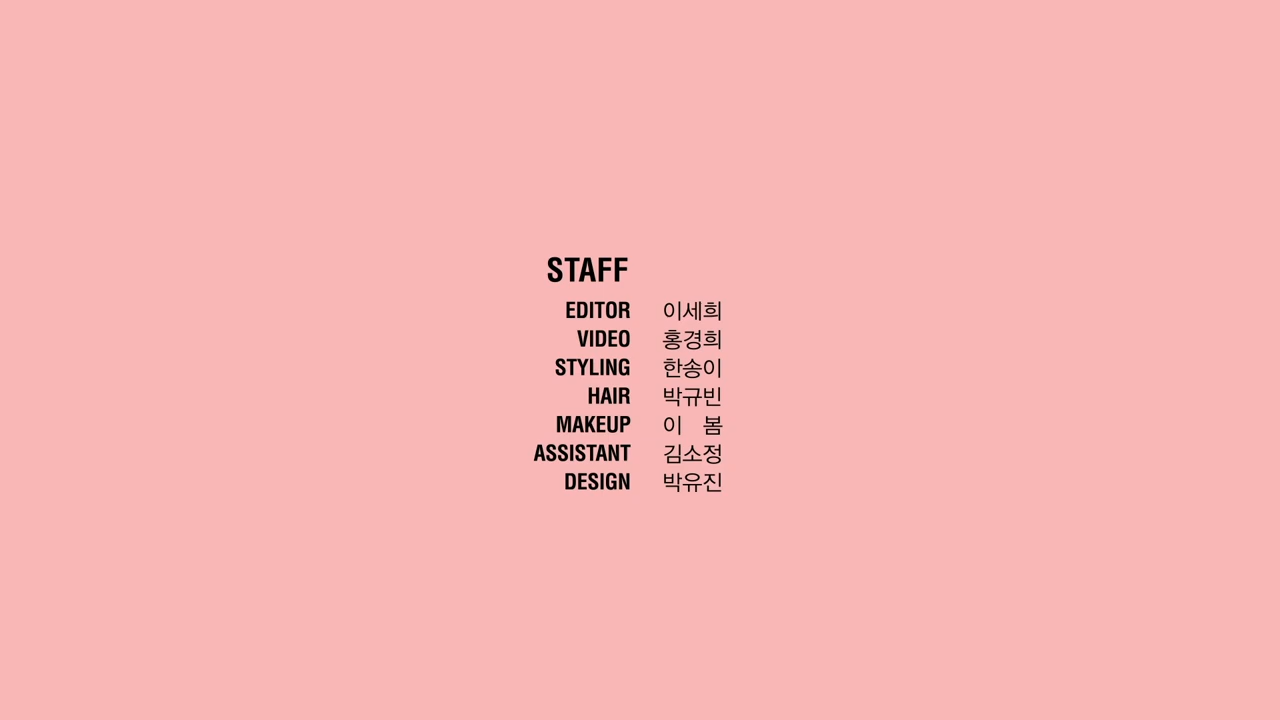 STAFF
EDITOR 이세희
VIDEO 홍경희
STYLING 한송이
HAIR 박규빈
MAKEUP 이 봄
ASSISTANT 김소정
DESIGN 박유진